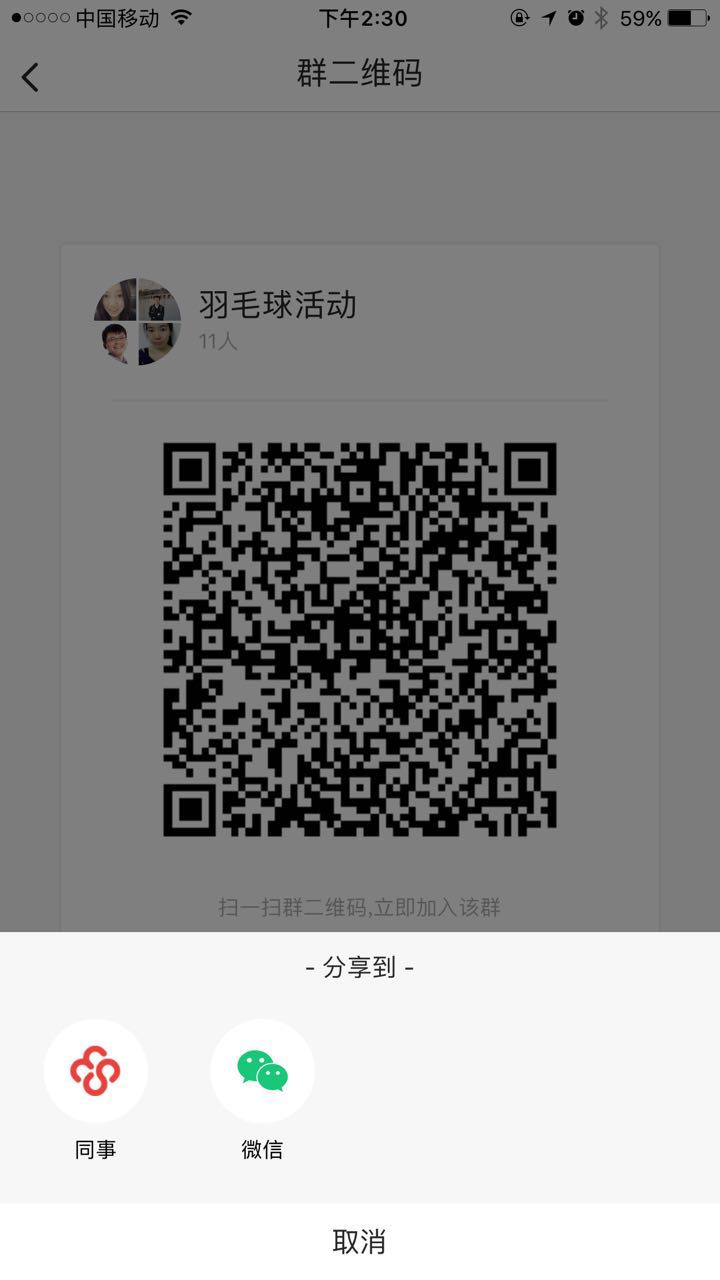 中国移动 下午2:30 59%
群二维码
羽毛球活动
11人
扫一扫群二维码,立即加入该群
- 分享到 -
同事 微信
取消